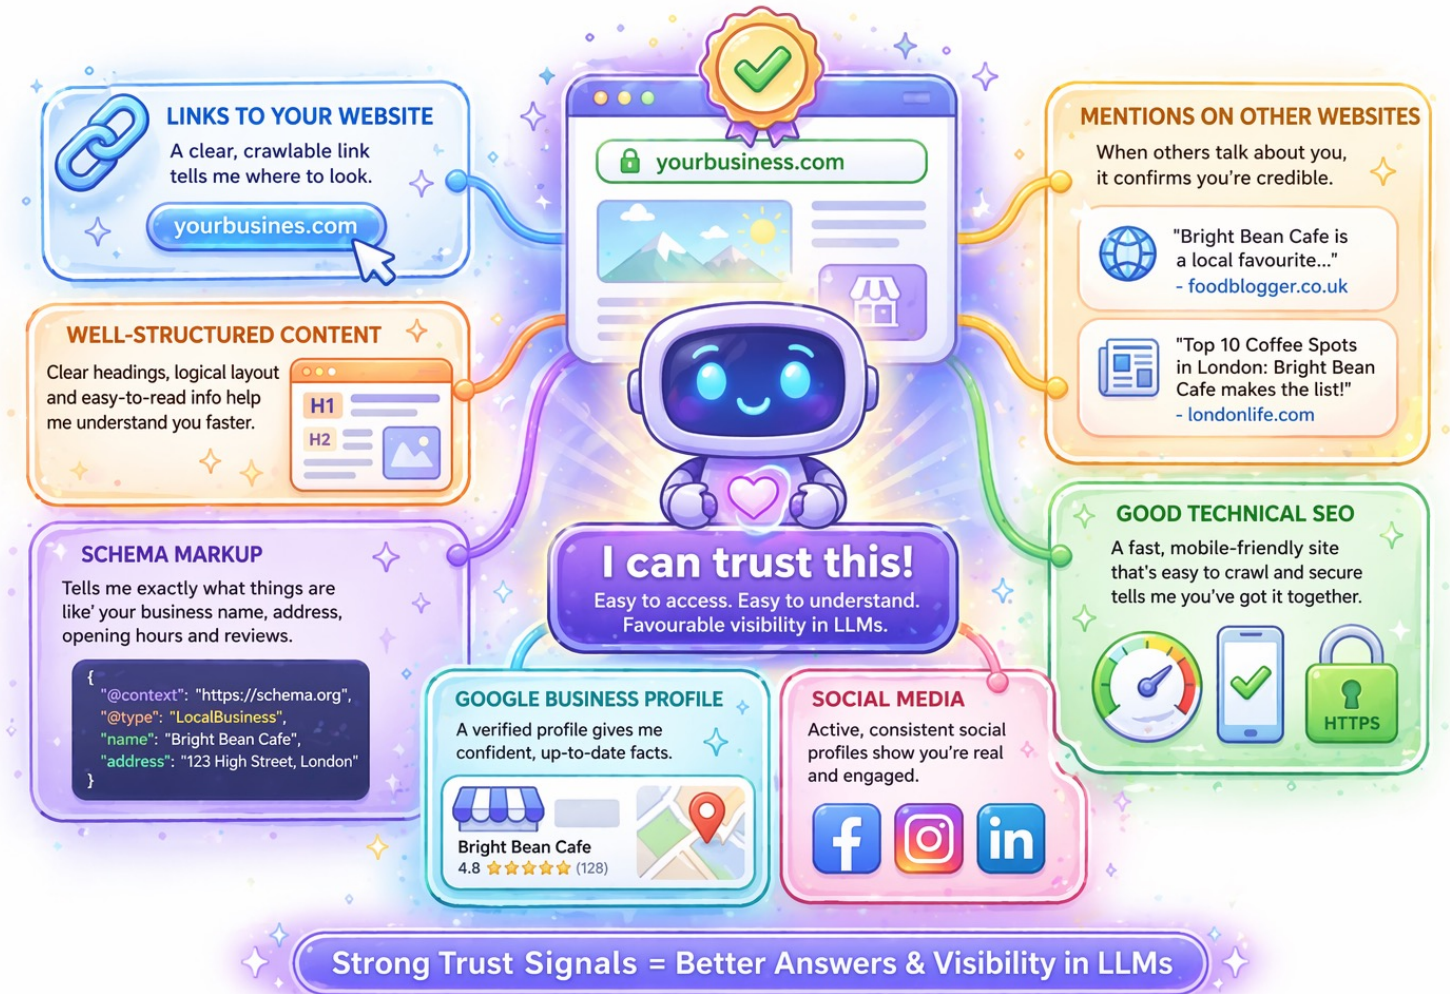 LINKS TO YOUR WEBSITE
A clear, crawlable link
tells me where to look.
yourbusines.com
WELL-STRUCTURED CONTENT
Clear headings, logical layout
and easy-to-read info help
me understand you faster.
H1
H2
SCHEMA MARKUP
Tells me exactly what things are
like' your business name, address,
opening hours and reviews.
{
"@context": "https://schema.org",
"@type": "LocalBusiness",
"name": "Bright Bean Cafe",
"address": "123 High Street, London"
}
yourbusiness.com
I can trust this!
Easy to access. Easy to understand.
Favourable visibility in LLMs.
GOOGLE BUSINESS PROFILE
A verified profile gives me
confident, up-to-date facts.
Bright Bean Cafe
4.8 ★★★★★ (128)
SOCIAL MEDIA
Active, consistent social
profiles show you're real
and engaged.
f
in
MENTIONS ON OTHER WEBSITES
When others talk about you,
it confirms you're credible.
"Bright Bean Cafe is
a local favourite..."
- foodblogger.co.uk
"Top 10 Coffee Spots
in London: Bright Bean
Cafe makes the list!"
- londonlife.com
GOOD TECHNICAL SEO
A fast, mobile-friendly site
that's easy to crawl and secure
tells me you've got it together.
HTTPS
Strong Trust Signals = Better Answers & Visibility in LLMs